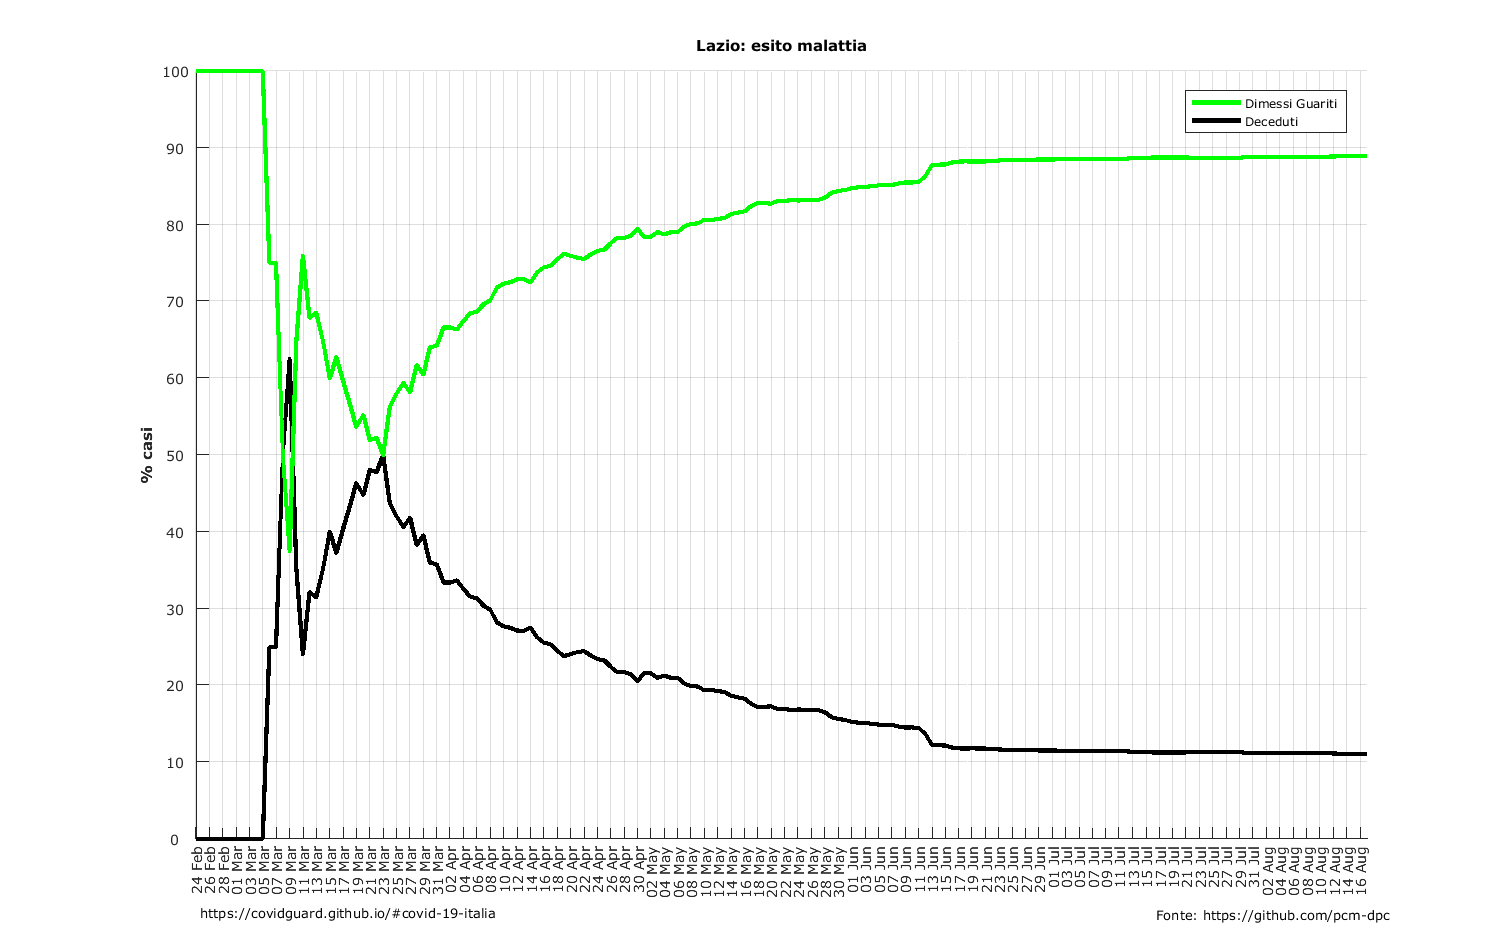 Lazio: esito malattia
100
90
80
70
60
50
40
30
20
10
0
% casi
Dimessi Guariti
Deceduti
24 Feb
26 Feb
28 Feb
01 Mar
03 Mar
05 Mar
07 Mar
09 Mar
11 Mar
13 Mar
15 Mar
17 Mar
19 Mar
21 Mar
23 Mar
25 Mar
27 Mar
29 Mar
31 Mar
02 Apr
04 Apr
06 Apr
08 Apr
10 Apr
12 Apr
14 Apr
16 Apr
18 Apr
20 Apr
22 Apr
24 Apr
26 Apr
28 Apr
30 Apr
02 May
04 May
06 May
08 May
10 May
12 May
14 May
16 May
18 May
20 May
22 May
24 May
26 May
28 May
30 May
01 Jun
03 Jun
05 Jun
07 Jun
09 Jun
11 Jun
13 Jun
15 Jun
17 Jun
19 Jun
21 Jun
23 Jun
25 Jun
27 Jun
29 Jun
01 Jul
03 Jul
05 Jul
07 Jul
09 Jul
11 Jul
13 Jul
15 Jul
17 Jul
19 Jul
21 Jul
23 Jul
25 Jul
27 Jul
29 Jul
31 Jul
02 Aug
04 Aug
06 Aug
08 Aug
10 Aug
12 Aug
14 Aug
16 Aug
https://covidguard.github.io/#covid-19-italia
Fonte: https://github.com/pcm-dpc